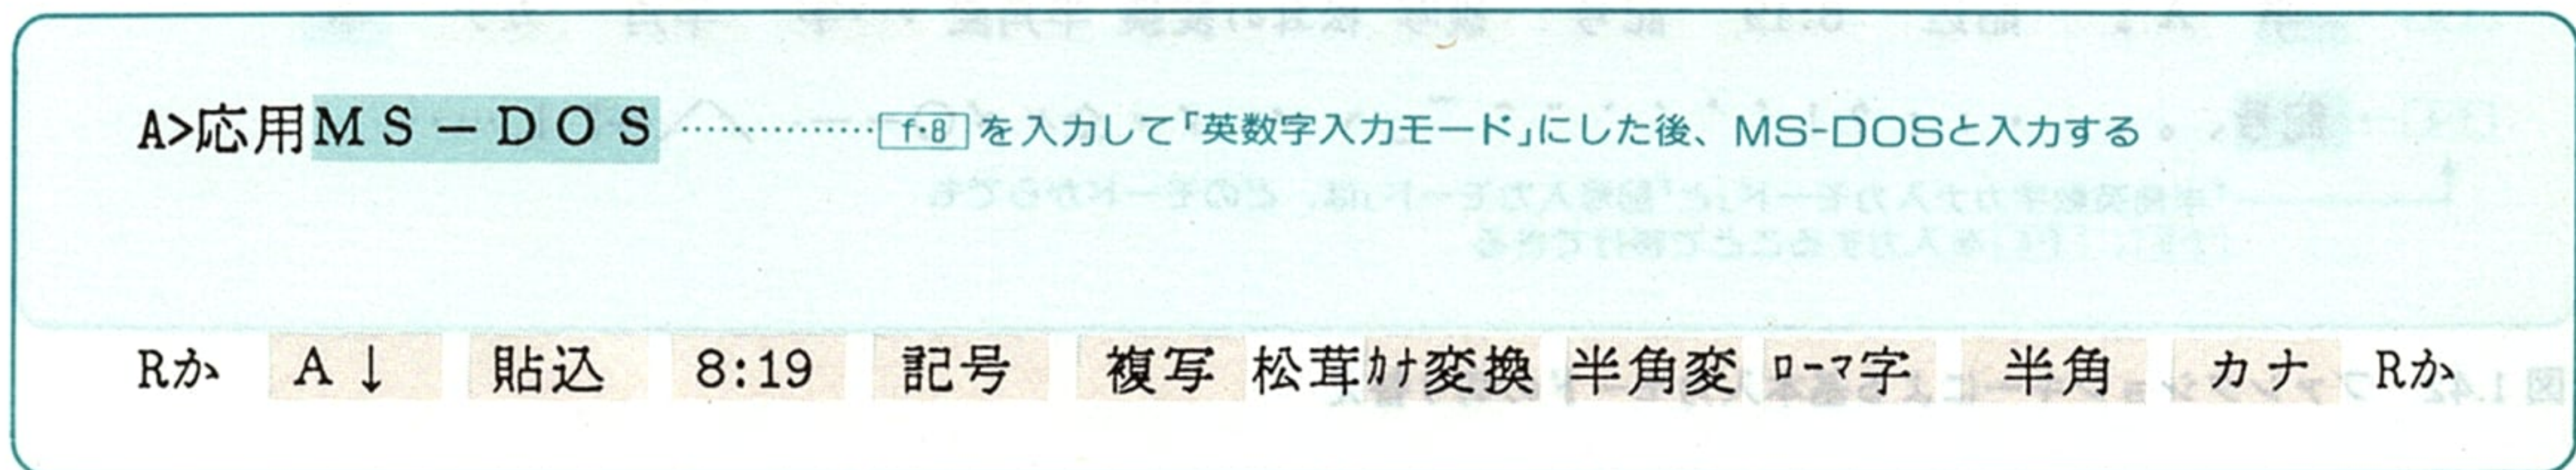 A>応用MS-DOS ……………f・8を入力して「英数字入力モード」にした後、MS-DOSと入力する
Rか A↓ 貼込 8:19 記号 複写 松茸カナ変換 半角変 ローマ字 半角 カナ Rか